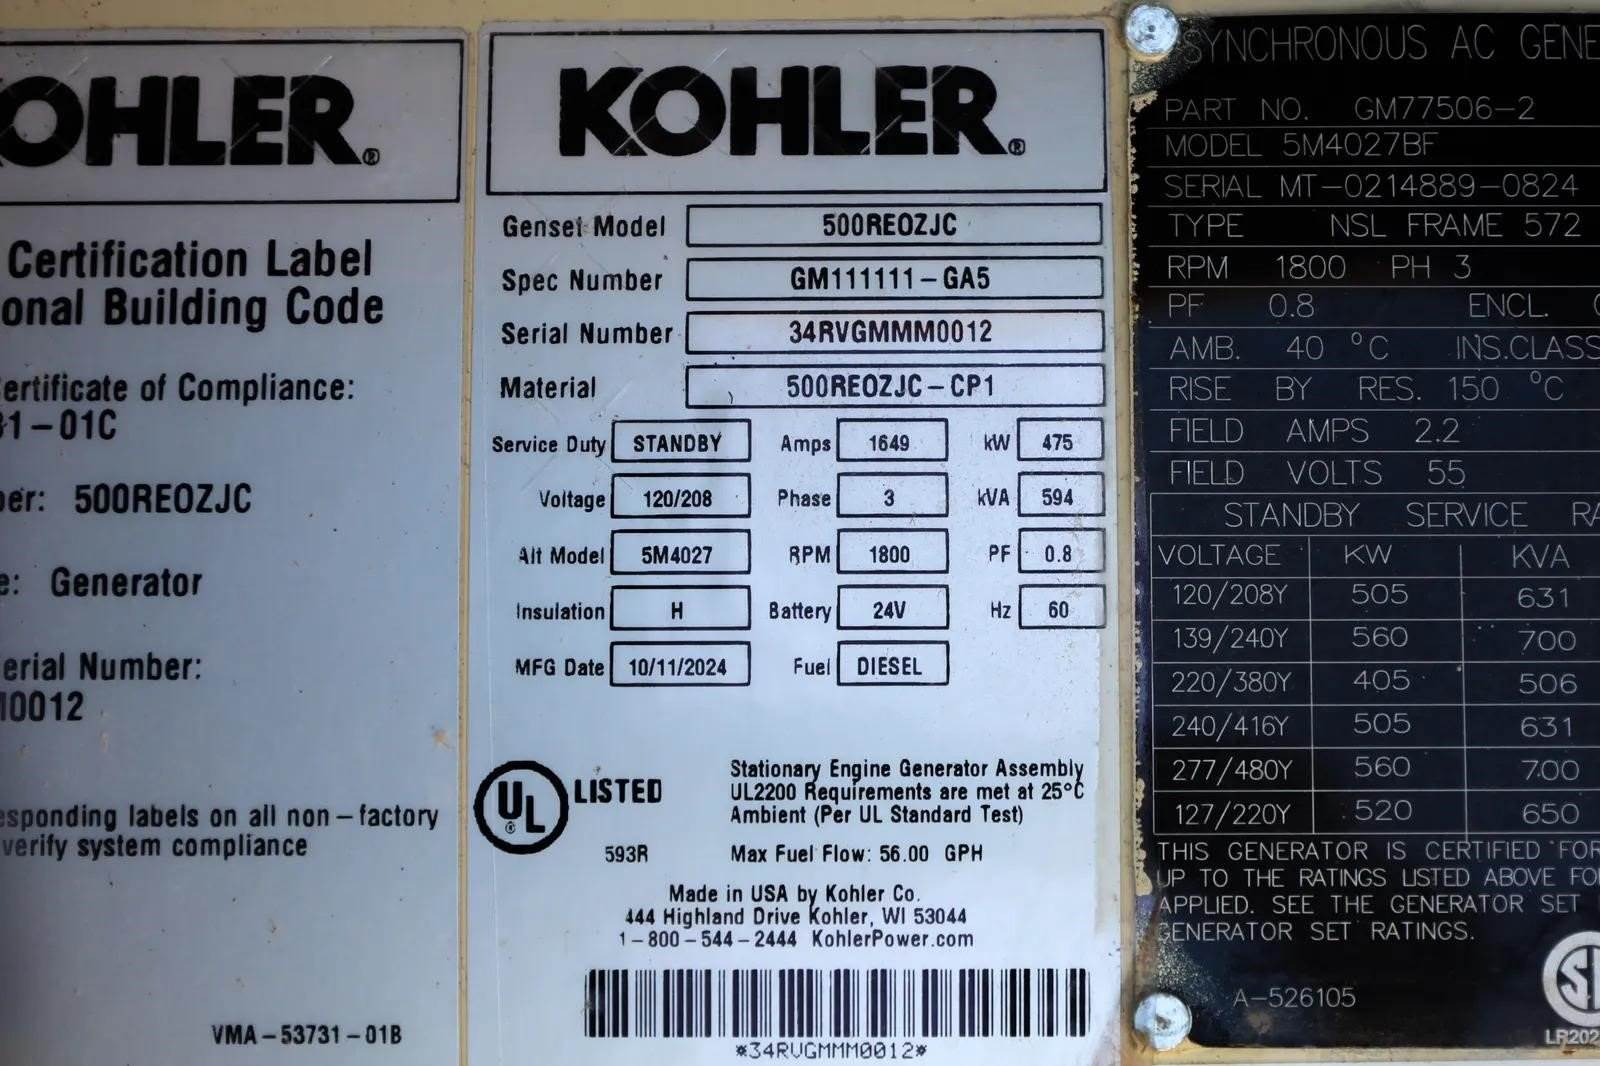 OHLER®
Certification Label
onal Building Code
ertificate of Compliance:
31-01C
er: 500REOZJC
e: Generator
erial Number:
M0012
esponding labels on all non-factory
verify system compliance
VMA-53731-01B
KOHLER®
Genset Model 500REOZJC
Spec Number GM111111-GA5
Serial Number 34RVGMMM0012
Material 500REOZJC-CP1
Service Duty STANDBY Amps 1649 kW 475
Voltage 120/208 Phase 3 kVA 594
Alt Model 5M4027 RPM 1800 PF 0.8
Insulation H Battery 24V Hz 60
MFG Date 10/11/2024 Fuel DIESEL
UL® LISTED
593R
Stationary Engine Generator Assembly
UL2200 Requirements are met at 25°C
Ambient (Per UL Standard Test)
Max Fuel Flow: 56.00 GPH
Made in USA by Kohler Co.
444 Highland Drive Kohler, WI 53044
1-800-544-2444 KohlerPower.com
*34RVGMMM0012*
SYNCHRONOUS AC GENE
PART NO. GM77506-2
MODEL 5M4027BF
SERIAL MT-0214889-0824
TYPE NSL FRAME 572
RPM 1800 PH 3
PF 0.8 ENCL.
AMB. 40 °C INS.CLASS
RISE BY RES. 150 °C
FIELD AMPS 2.2
FIELD VOLTS 55
STANDBY SERVICE RA
VOLTAGE KW KVA
120/208Y 505 631
139/240Y 560 700
220/380Y 405 506
240/416Y 505 631
277/480Y 560 700
127/220Y 520 650
THIS GENERATOR IS CERTIFIED FOR
UP TO THE RATINGS LISTED ABOVE FO
APPLIED. SEE THE GENERATOR SET
GENERATOR SET RATINGS.
A-526105
LR202